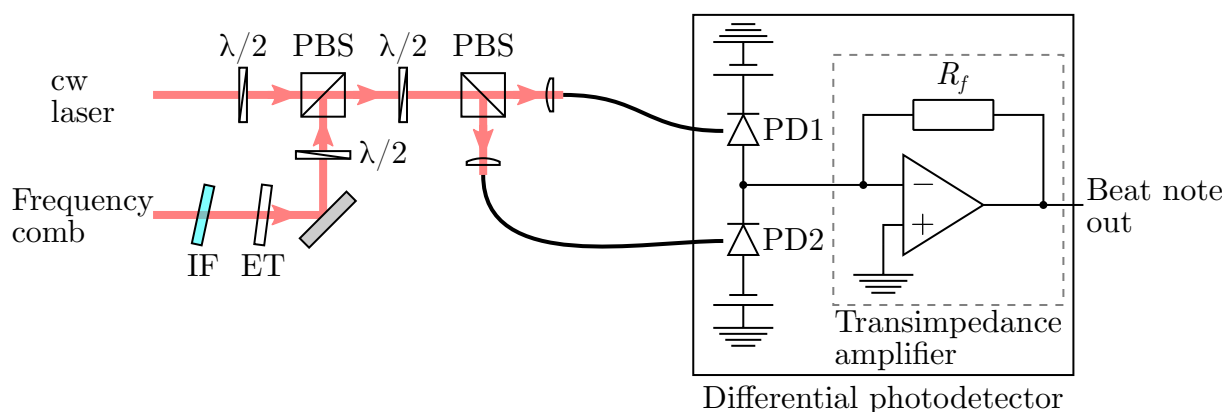 λ/2
PBS
λ/2
PBS
cw
laser
λ/2
Frequency
comb
IF
ET
PD1
PD2
R_f
−
+
Beat note
out
Transimpedance
amplifier
Differential photodetector